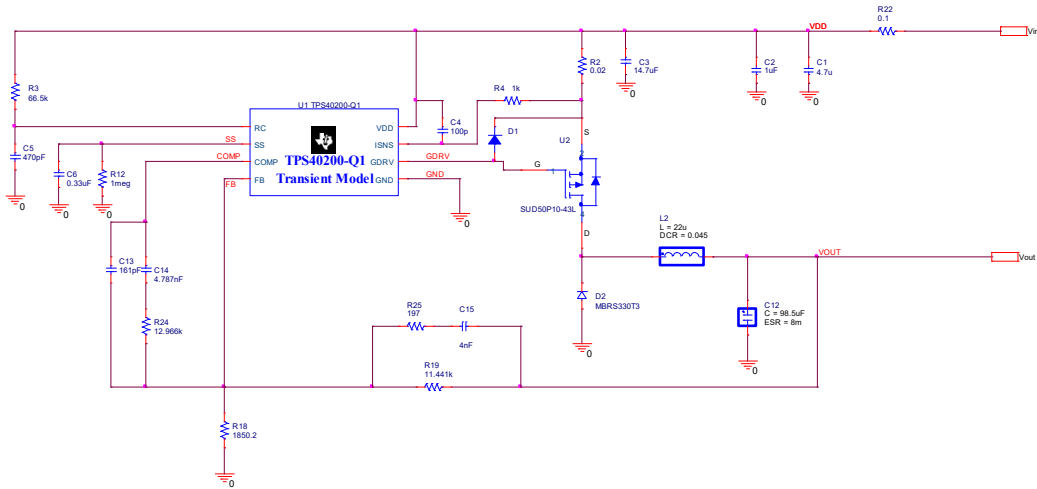 R22
0.1
VDD
Vin
R3
66.5k
R2
0.02
C3
14.7uF
C2
1uF
C1
4.7u
R4 1k
U1 TPS40200-Q1
C4
100p
D1
U2
S
2
RC
SS
COMP
FB
VDD
ISNS
GDRV
GND
TPS40200-Q1
Transient Model
SS
COMP
FB
GDRV
GND
G
1
C5
470pF
C6
0.33uF
R12
1meg
0
0
0
0
0
0
0
SUD50P10-43L
4
D
L2
L = 22u
DCR = 0.045
VOUT
Vout
C13
161pF
C14
4.787nF
R24
12.966k
D2
MBRS330T3
C12
C = 98.5uF
ESR = 8m
R25
197
C15
4nF
0
0
R19
11.441k
R18
1850.2
0